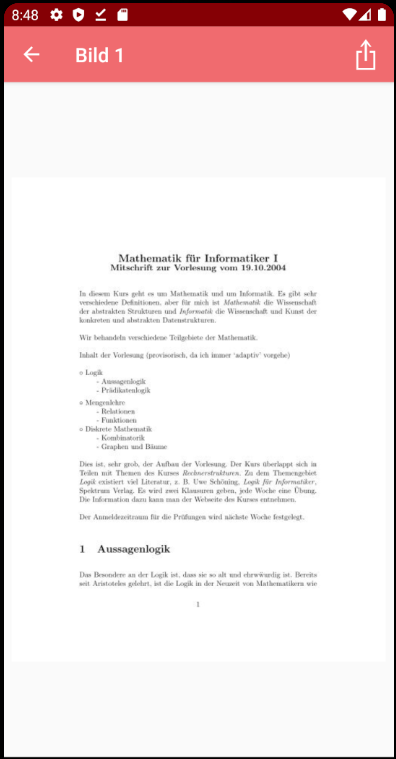 8:48
Bild 1
Mathematik für Informatiker I
Mitschrift zur Vorlesung vom 19.10.2004
In diesem Kurs geht es um Mathematik und um Informatik. Es gibt sehr
verschiedene Definitionen, aber für mich ist Mathematik die Wissenschaft
der abstrakten Strukturen und Informatik die Wissenschaft und Kunst der
konkreten und abstrakten Datenstrukturen.
Wir behandeln verschiedene Teilgebiete der Mathematik.
Inhalt der Vorlesung (provisorisch, da ich immer 'adaptiv' vorgehe)
o Logik
- Aussagenlogik
- Prädikatenlogik
o Mengenlehre
- Relationen
- Funktionen
o Diskrete Mathematik
- Kombinatorik
- Graphen und Bäume
Dies ist, sehr grob, der Aufbau der Vorlesung. Der Kurs überlappt sich in
Teilen mit Themen des Kurses Rechnerstrukturen. Zu dem Themengebiet
Logik existiert viel Literatur, z. B. Uwe Schöning, Logik für Informatiker,
Spektrum Verlag. Es wird zwei Klausuren geben, jede Woche eine Übung.
Die Information dazu kann man der Webseite des Kurses entnehmen.
Der Anmeldezeitraum für die Prüfungen wird nächste Woche festgelegt.
1 Aussagenlogik
Das Besondere an der Logik ist, dass sie so alt und ehrwürdig ist. Bereits
seit Aristoteles gelehrt, ist die Logik in der Neuzeit von Mathematikern wie
1